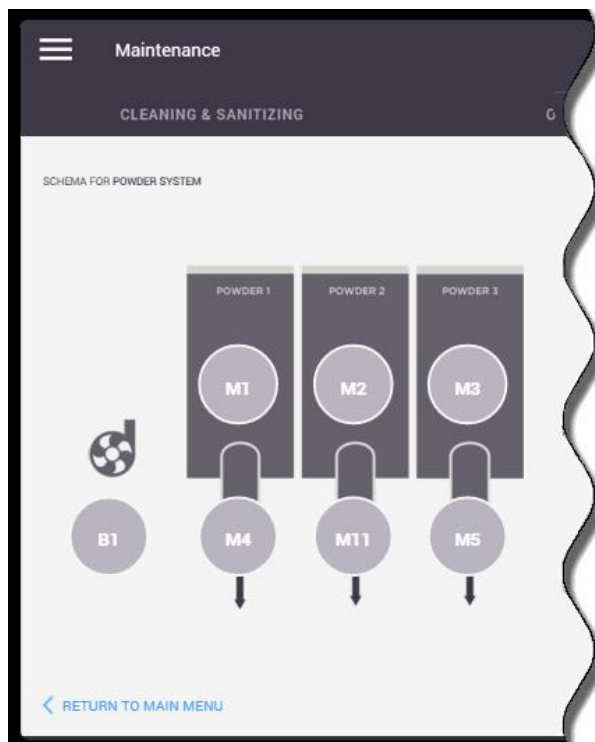 Maintenance
CLEANING & SANITIZING
SCHEMA FOR POWDER SYSTEM
POWDER 1 POWDER 2 POWDER 3
M1 M2 M3
B1 M4 M11 M5
RETURN TO MAIN MENU